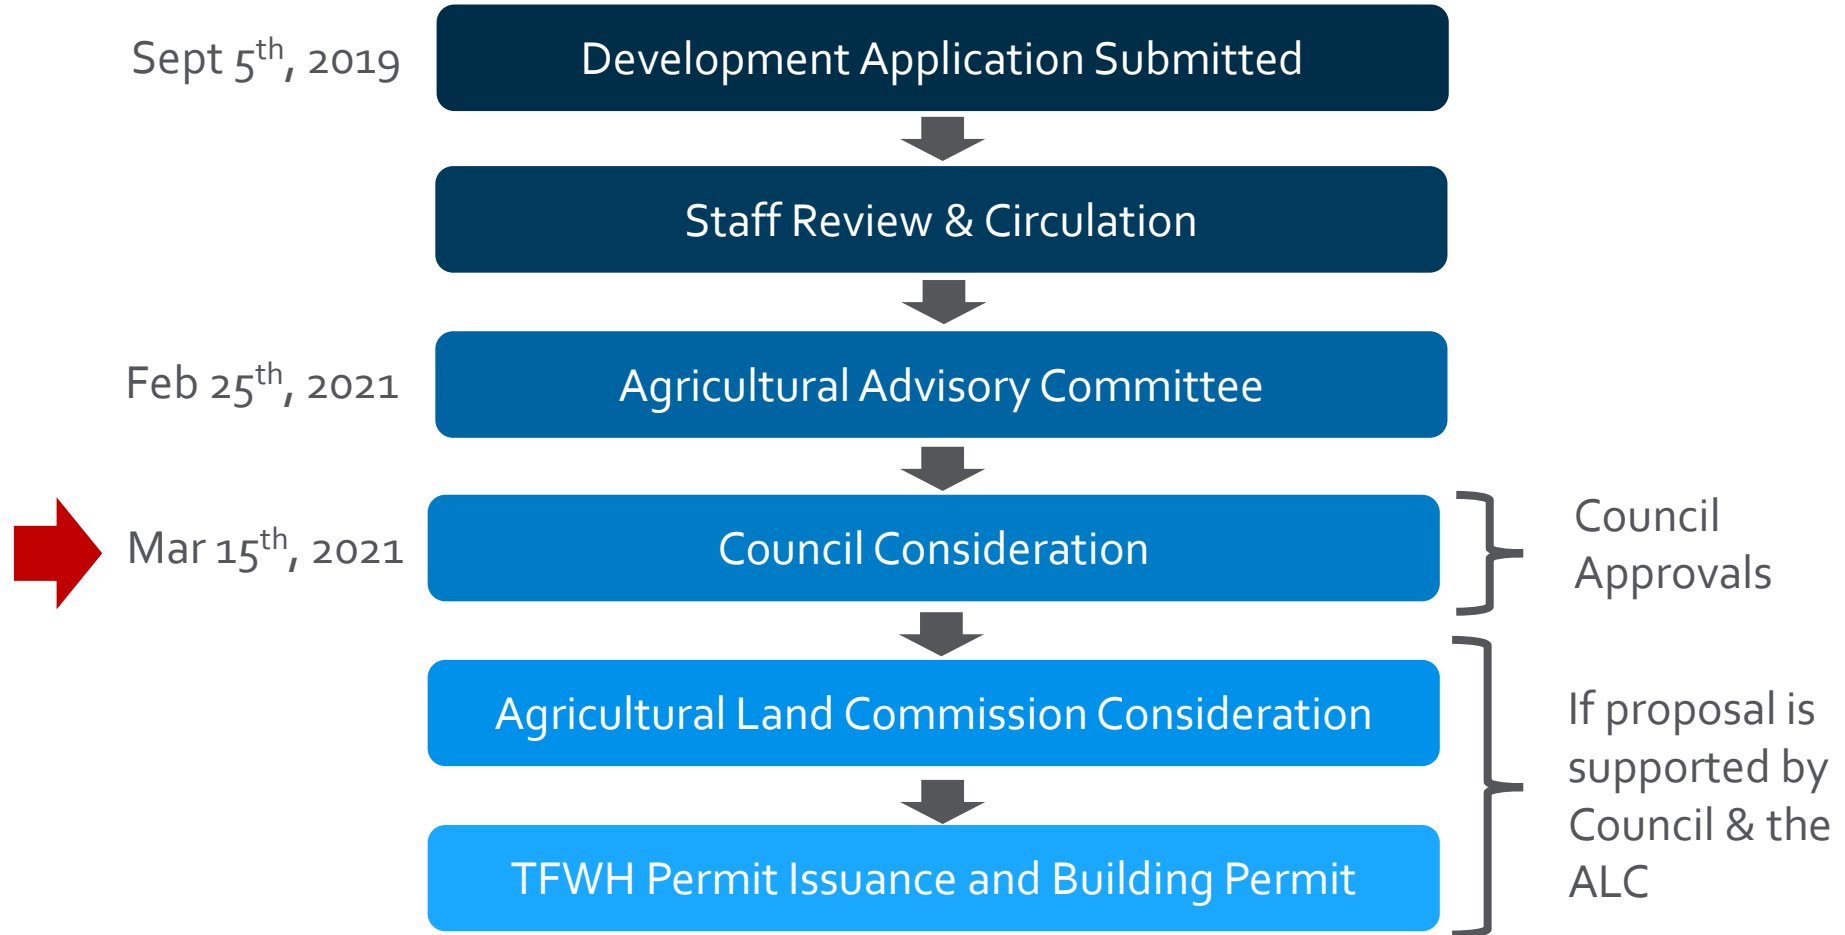 Sept 5th, 2019
Development Application Submitted
Staff Review & Circulation
Feb 25th, 2021
Agricultural Advisory Committee
Mar 15th, 2021
Council Consideration
Council
Approvals
Agricultural Land Commission Consideration
If proposal is
supported by
Council & the
ALC
TFWH Permit Issuance and Building Permit